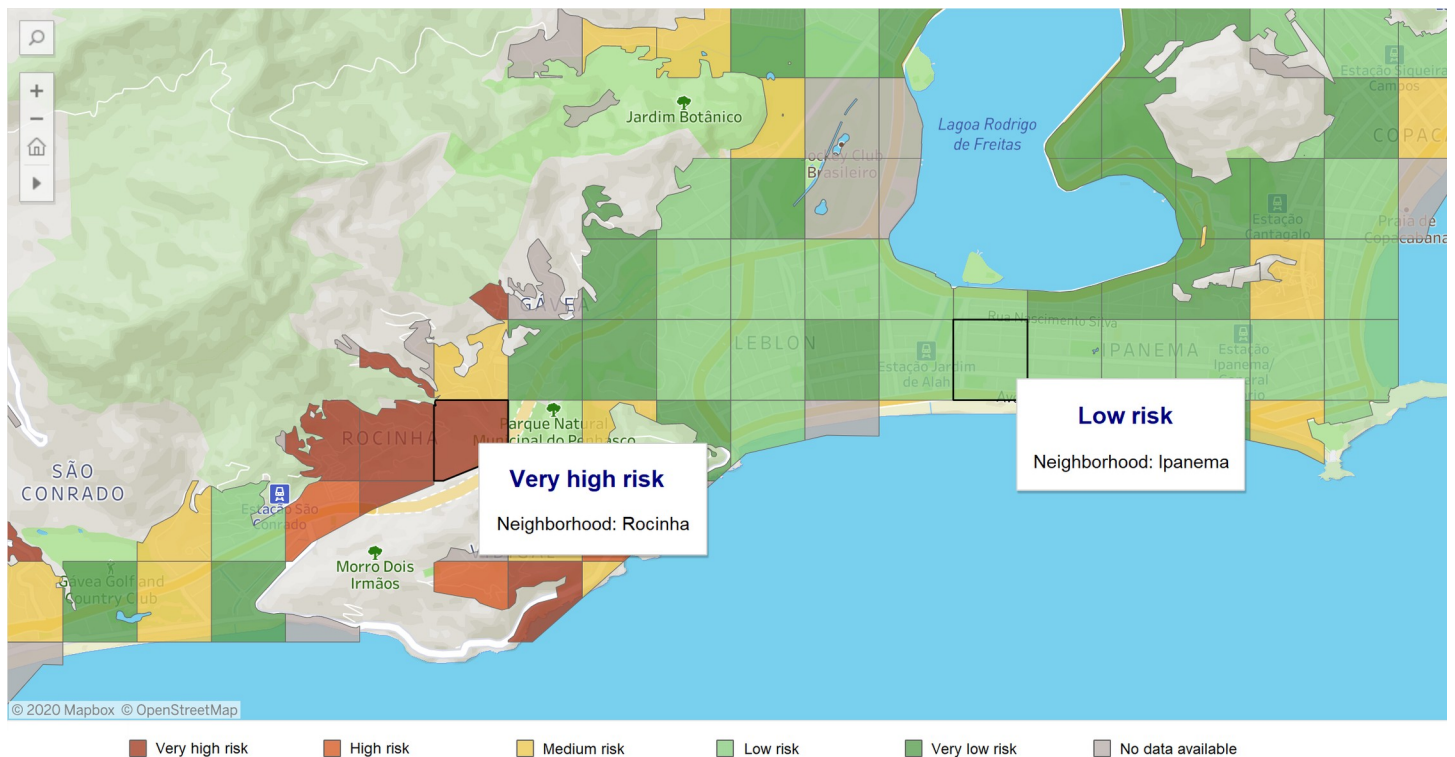 Jardim Botânico
Lagoa Rodrigo
de Freitas
Estação Siqueira
Campos
Jockey Club
Brasileiro
Estação
Cantagalo
Praia de
Copacabana
GÁVEA
Rua Nascimento Silva
LEBLON
Estação Jardim
de Alah
IPANEMA
Estação
Ipanema/
General
Low risk
Neighborhood: Ipanema
ROCINHA
Parque Natural
Municipal do Penhasco
Very high risk
Neighborhood: Rocinha
SÃO
CONRADO
Estação São
Conrado
Morro Dois
Irmãos
Gávea Golf and
Country Club
© 2020 Mapbox © OpenStreetMap
Very high risk
High risk
Medium risk
Low risk
Very low risk
No data available